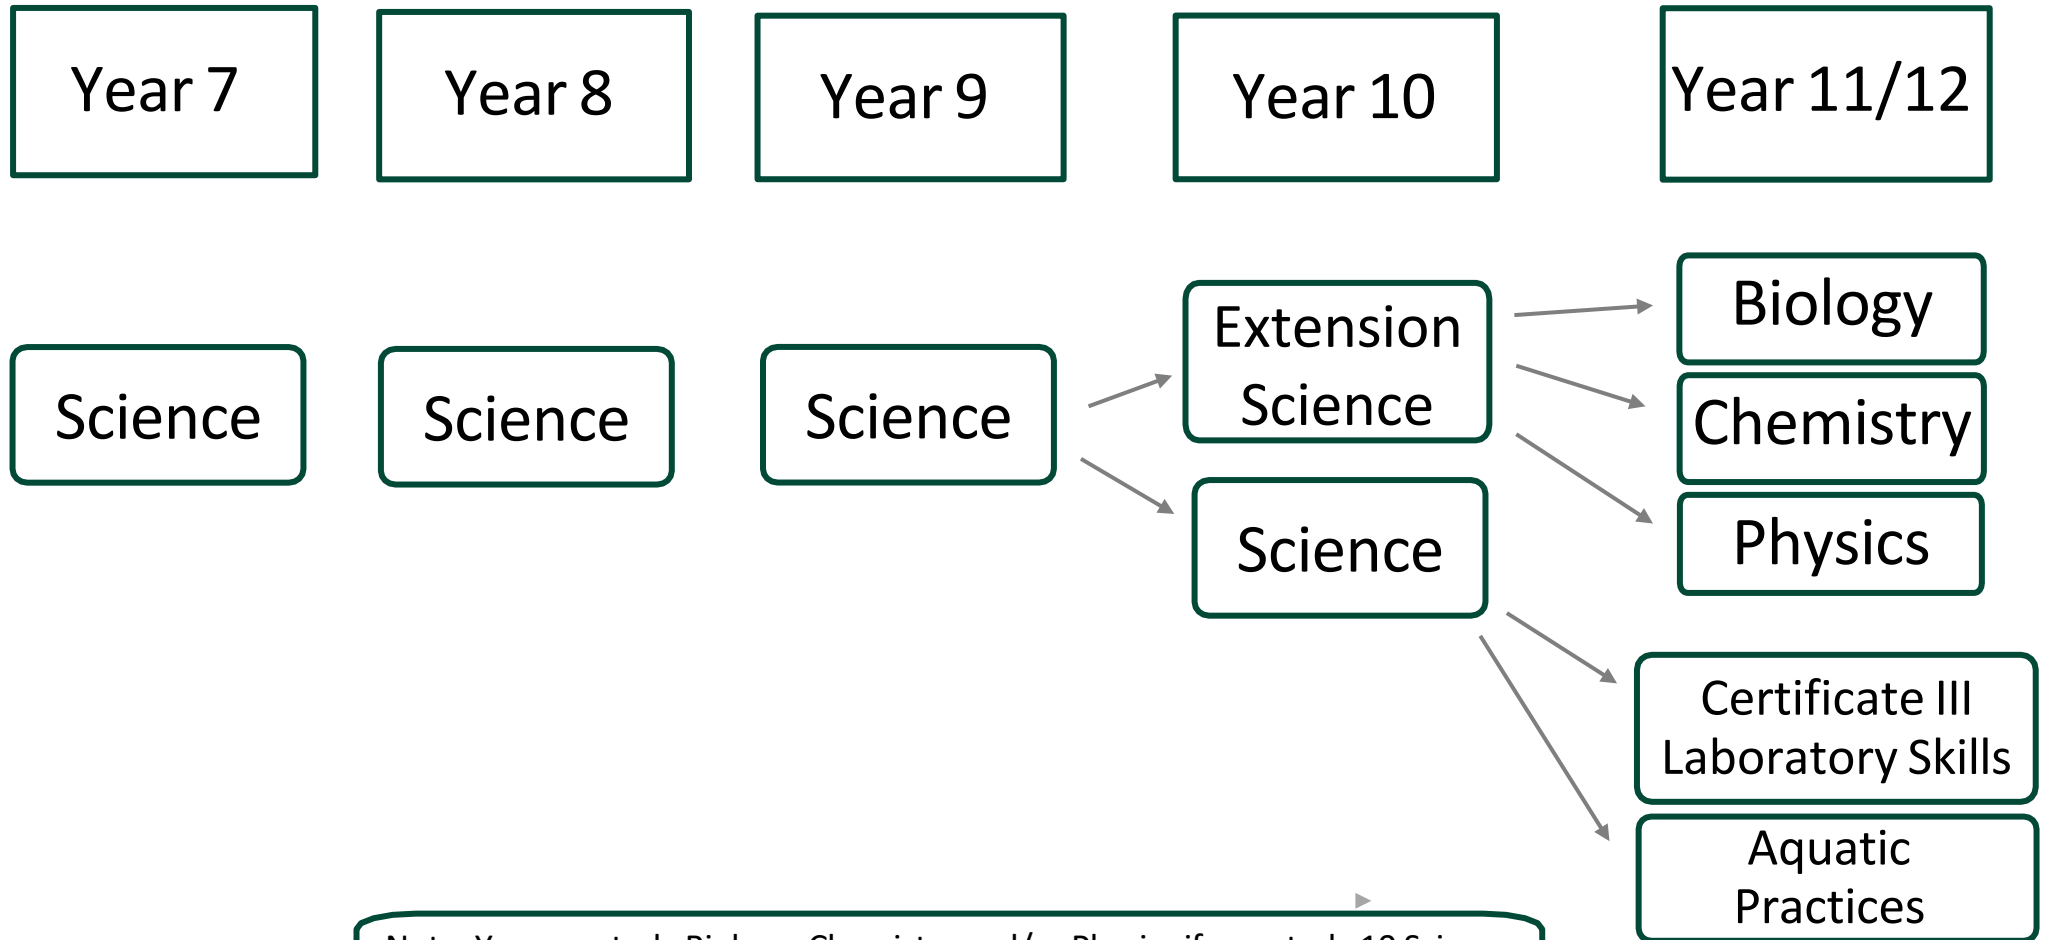 Year 7
Year 8
Year 9
Year 10
Year 11/12
Science
Science
Science
Extension
Science
Science
Biology
Chemistry
Physics
Certificate III
Laboratory Skills
Aquatic
Practices